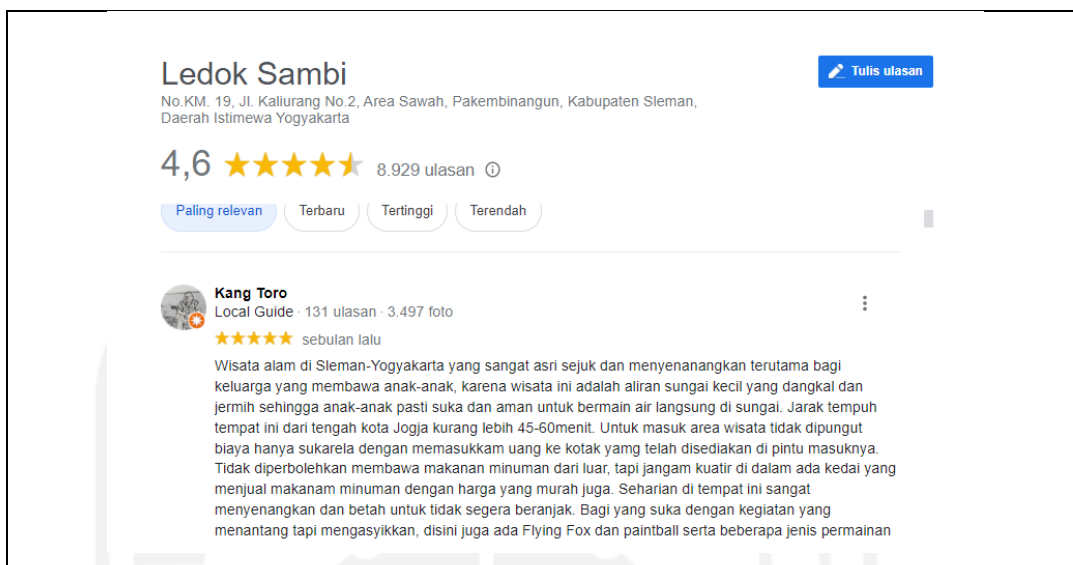 Ledok Sambi
Tulis ulasan
No.KM. 19, Jl. Kaliurang No.2, Area Sawah, Pakembinangun, Kabupaten Sleman,
Daerah Istimewa Yogyakarta
4,6 8.929 ulasan
Paling relevan Terbaru Tertinggi Terendah
Kang Toro
Local Guide · 131 ulasan · 3.497 foto
sebulan lalu
Wisata alam di Sleman-Yogyakarta yang sangat asri sejuk dan menyenanangkan terutama bagi
keluarga yang membawa anak-anak, karena wisata ini adalah aliran sungai kecil yang dangkal dan
jermih sehingga anak-anak pasti suka dan aman untuk bermain air langsung di sungai. Jarak tempuh
tempat ini dari tengah kota Jogja kurang lebih 45-60menit. Untuk masuk area wisata tidak dipungut
biaya hanya sukarela dengan memasukkam uang ke kotak yamg telah disediakan di pintu masuknya.
Tidak diperbolehkan membawa makanan minuman dari luar, tapi jangam kuatir di dalam ada kedai yang
menjual makanam minuman dengan harga yang murah juga. Seharian di tempat ini sangat
menyenangkan dan betah untuk tidak segera beranjak. Bagi yang suka dengan kegiatan yang
menantang tapi mengasyikkan, disini juga ada Flying Fox dan paintball serta beberapa jenis permainan